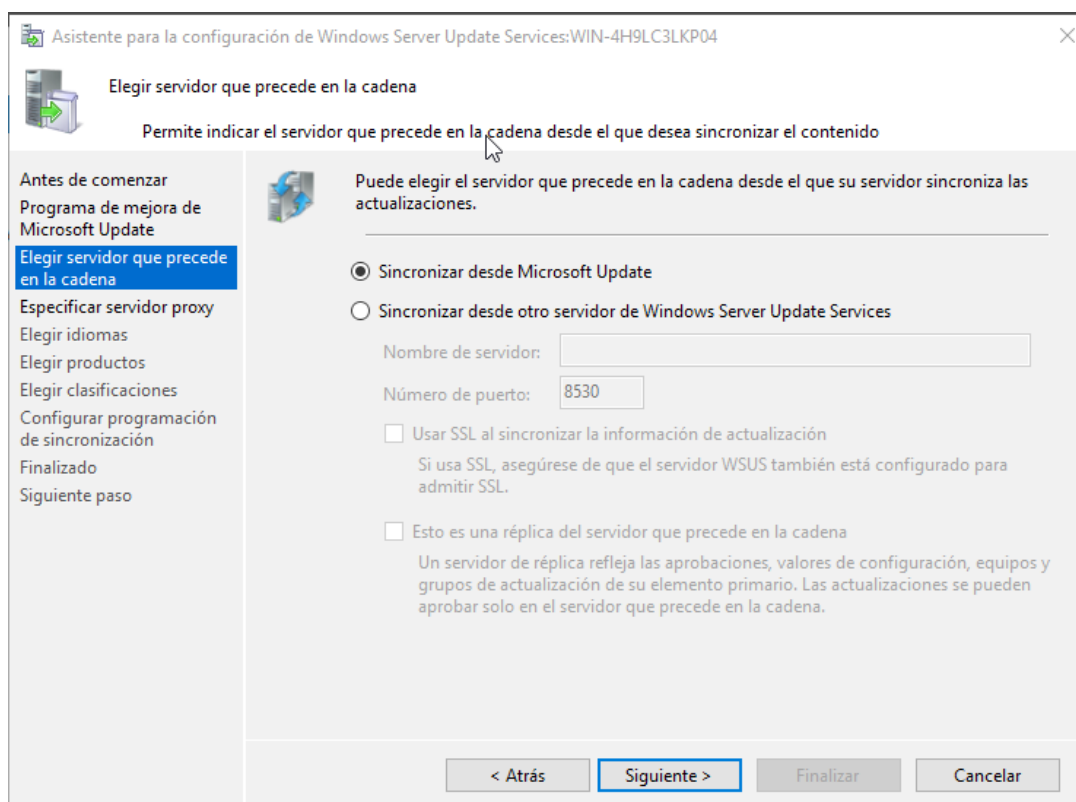 Asistente para la configuración de Windows Server Update Services:WIN-4H9LC3LKP04
Elegir servidor que precede en la cadena
Permite indicar el servidor que precede en la cadena desde el que desea sincronizar el contenido
Antes de comenzar
Programa de mejora de
Microsoft Update
Elegir servidor que precede
en la cadena
Especificar servidor proxy
Elegir idiomas
Elegir productos
Elegir clasificaciones
Configurar programación
de sincronización
Finalizado
Siguiente paso
Puede elegir el servidor que precede en la cadena desde el que su servidor sincroniza las
actualizaciones.
Sincronizar desde Microsoft Update
Sincronizar desde otro servidor de Windows Server Update Services
Nombre de servidor:
Número de puerto: 8530
Usar SSL al sincronizar la información de actualización
Si usa SSL, asegúrese de que el servidor WSUS también está configurado para
admitir SSL.
Esto es una réplica del servidor que precede en la cadena
Un servidor de réplica refleja las aprobaciones, valores de configuración, equipos y
grupos de actualización de su elemento primario. Las actualizaciones se pueden
aprobar solo en el servidor que precede en la cadena.
< Atrás Siguiente > Finalizar Cancelar